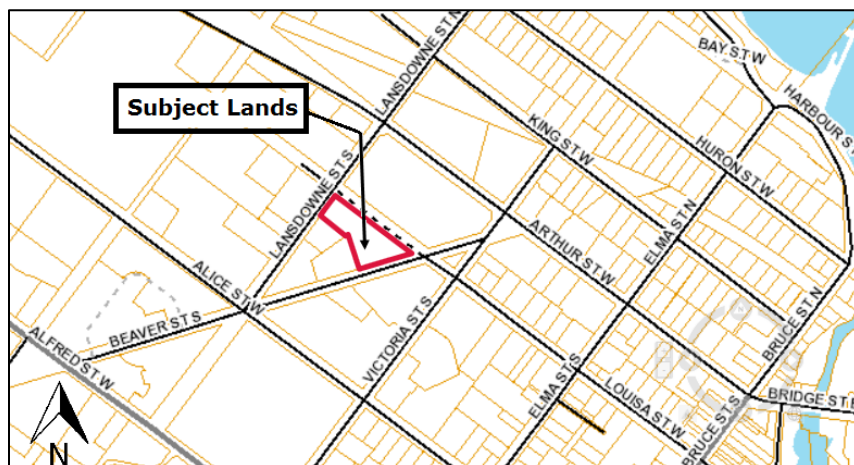 LANSDOWNE ST N
BAY ST W
HARBOUR ST
Subject Lands
KING ST W
HURON ST W
LANSDOWNE ST S
ELMA ST N
ARTHUR ST W
ALICE ST W
BEAVER ST S
VICTORIA ST S
BRUCE ST N
ALFRED ST W
ELMA ST S
LOUISA ST W
BRIDGE ST E
BRUCE ST S
N